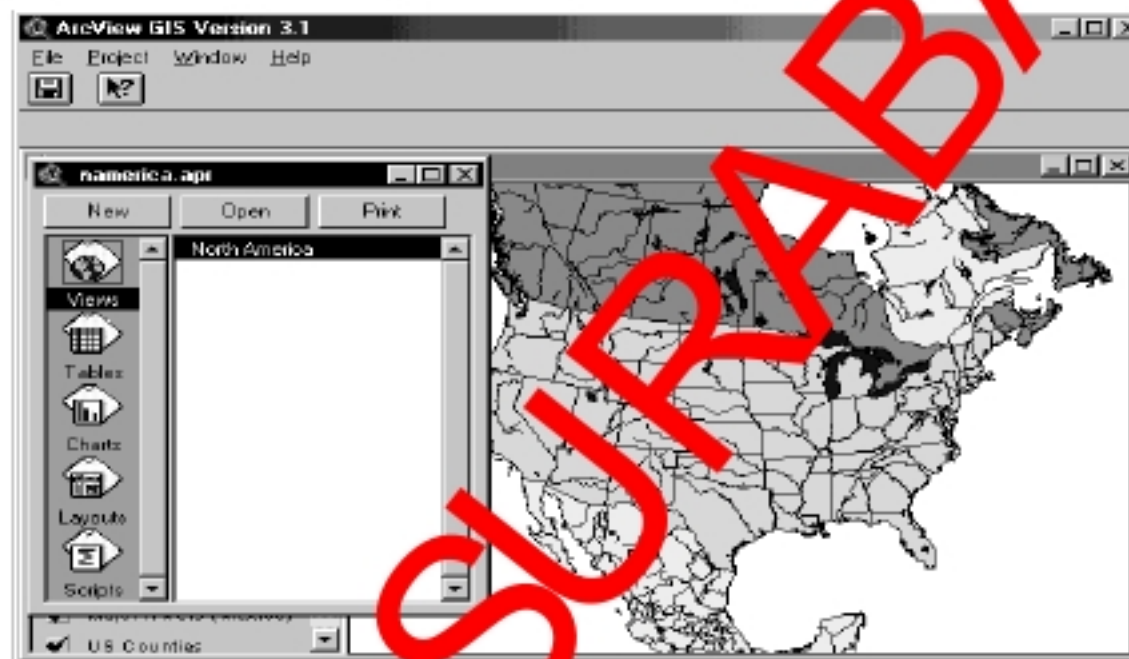 ArcView GIS Version 3.1
File Project Window Help
namerica.apr
New Open Print
North America
Views
Tables
Charts
Layouts
Scripts
US Counties
SURABA